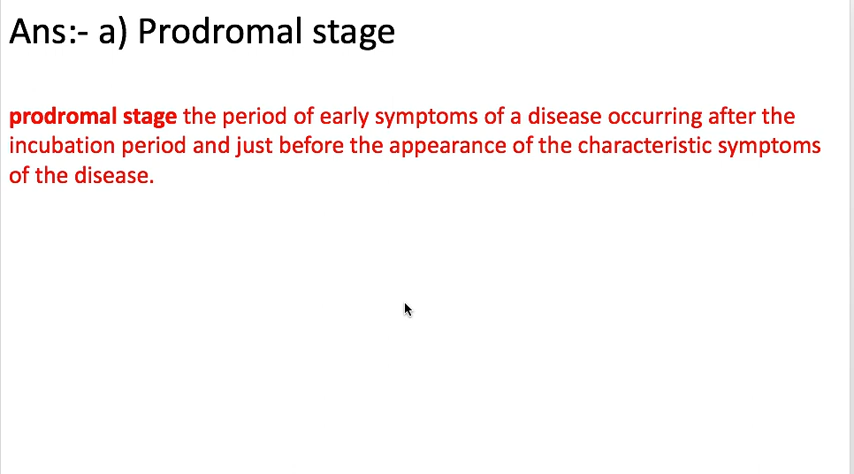 Ans:- a) Prodromal stage
prodromal stage the period of early symptoms of a disease occurring after the
incubation period and just before the appearance of the characteristic symptoms
of the disease.